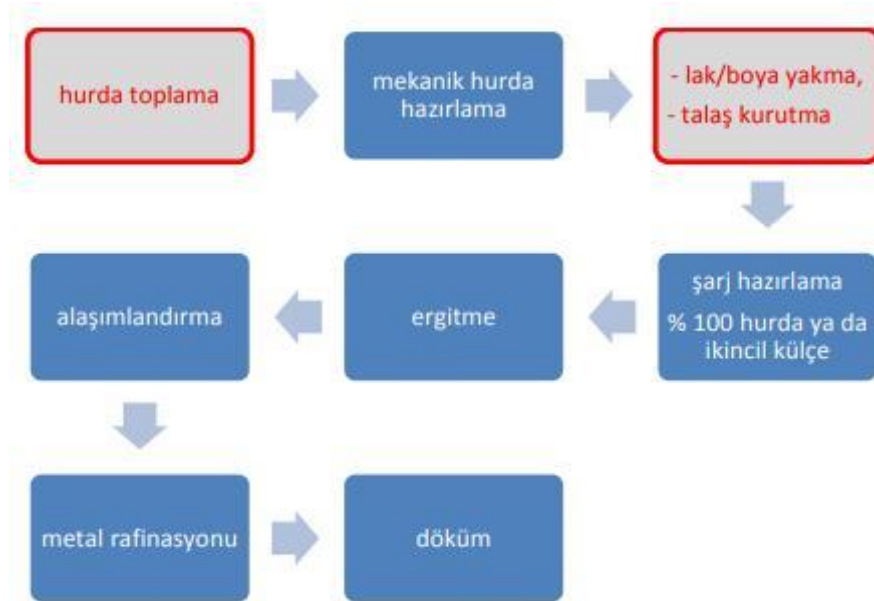 hurda toplama
mekanik hurda
hazırlama
- lak/boya yakma,
- talaş kurutma
şarj hazırlama
% 100 hurda ya da
ikincil külçe
ergitme
alaşımlandırma
metal rafinasyonu
döküm